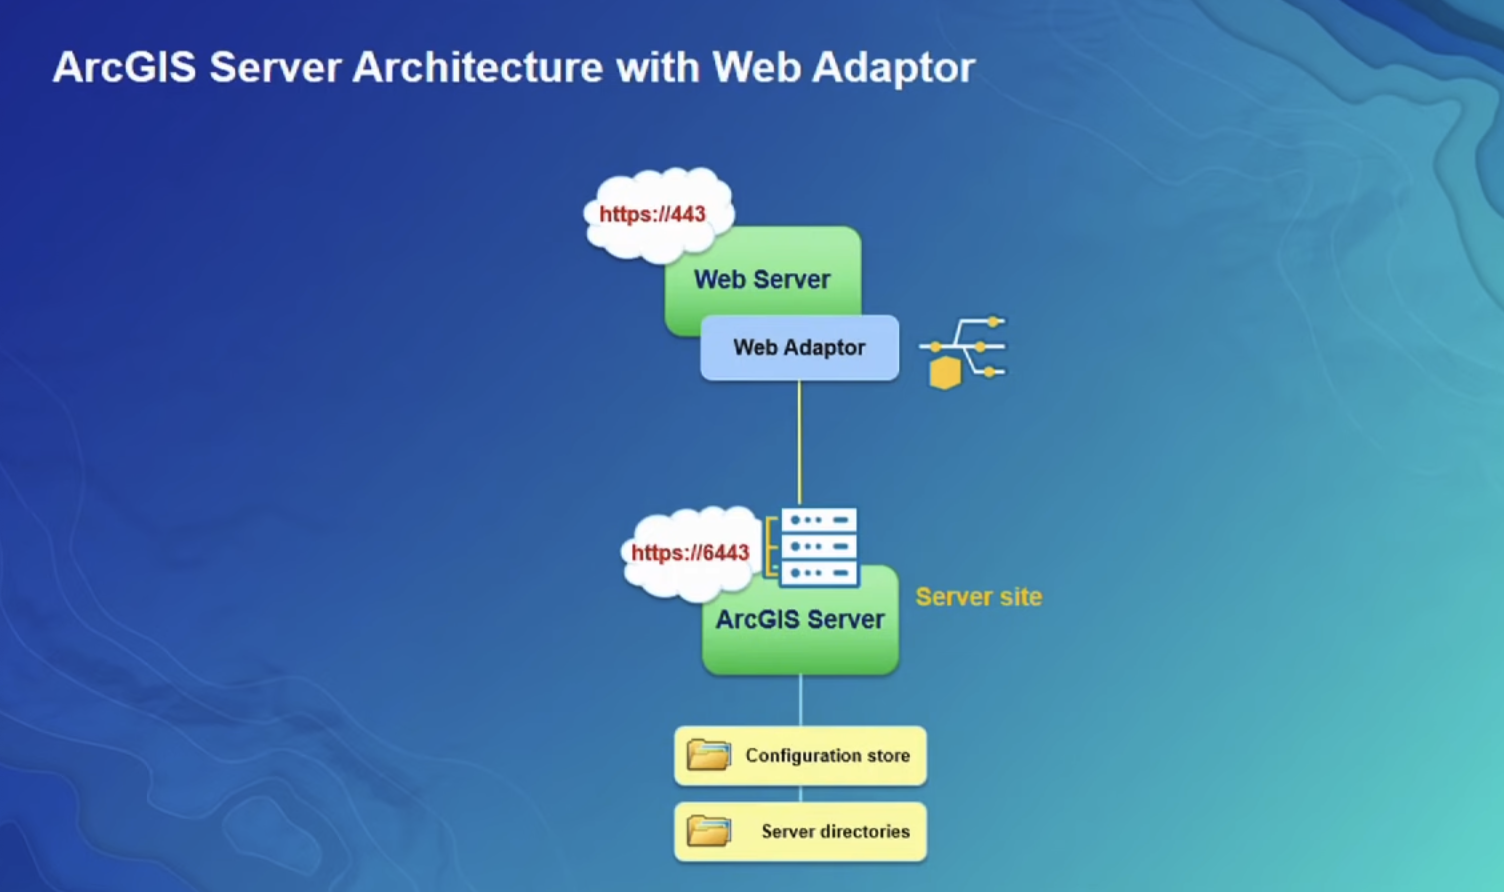 ArcGIS Server Architecture with Web Adaptor
https://443
Web Server
Web Adaptor
https://6443
Server site
ArcGIS Server
Configuration store
Server directories